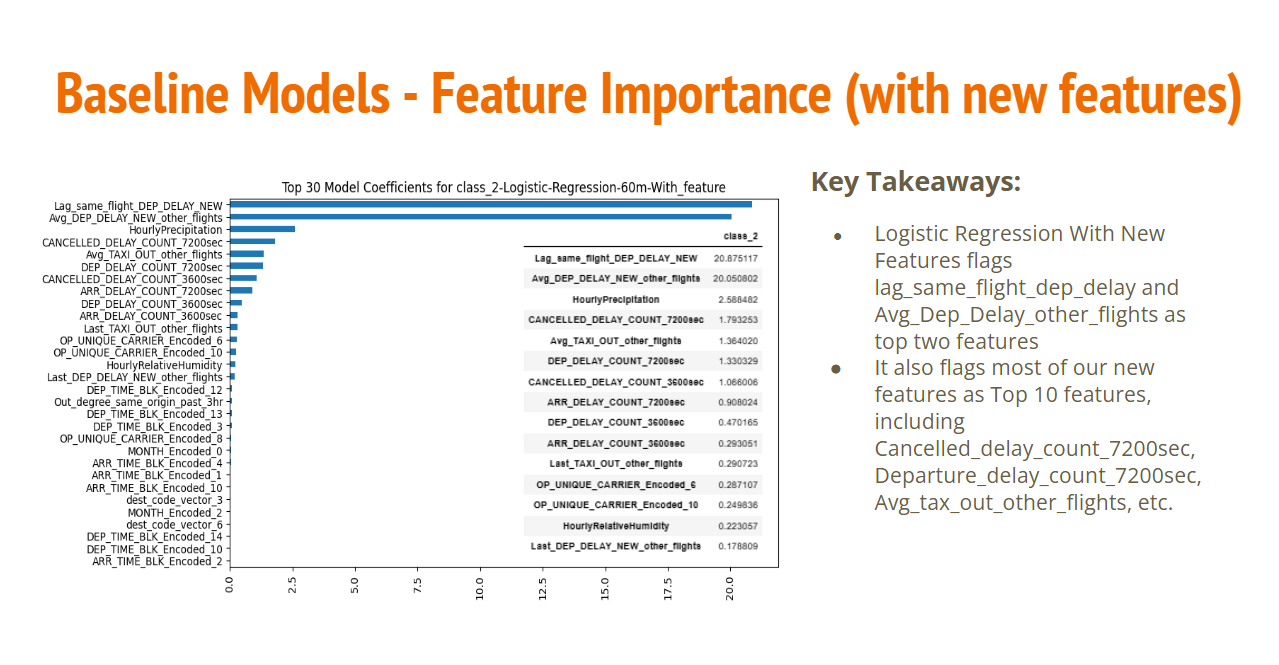 Baseline Models - Feature Importance (with new features)
Top 30 Model Coefficients for class_2-Logistic-Regression-60m-With_feature
Lag_same_flight_DEP_DELAY_NEW
Avg_DEP_DELAY_NEW_other_flights
HourlyPrecipitation
CANCELLED_DELAY_COUNT_7200sec
Avg_TAXI_OUT_other_flights
DEP_DELAY_COUNT_7200sec
CANCELLED_DELAY_COUNT_3600sec
ARR_DELAY_COUNT_7200sec
DEP_DELAY_COUNT_3600sec
ARR_DELAY_COUNT_3600sec
Last_TAXI_OUT_other_flights
OP_UNIQUE_CARRIER_Encoded_6
OP_UNIQUE_CARRIER_Encoded_10
HourlyRelativeHumidity
Last_DEP_DELAY_NEW_other_flights
DEP_TIME_BLK_Encoded_12
Out_degree_same_origin_past_3hr
DEP_TIME_BLK_Encoded_13
DEP_TIME_BLK_Encoded_3
OP_UNIQUE_CARRIER_Encoded_8
MONTH_Encoded_0
ARR_TIME_BLK_Encoded_4
ARR_TIME_BLK_Encoded_1
ARR_TIME_BLK_Encoded_10
dest_code_vector_3
MONTH_Encoded_2
dest_code_vector_6
DEP_TIME_BLK_Encoded_14
DEP_TIME_BLK_Encoded_10
ARR_TIME_BLK_Encoded_2
0.0 2.5 5.0 7.5 10.0 12.5 15.0 17.5 20.0
class_2
Lag_same_flight_DEP_DELAY_NEW 20.875117
Avg_DEP_DELAY_NEW_other_flights 20.050802
HourlyPrecipitation 2.588482
CANCELLED_DELAY_COUNT_7200sec 1.793253
Avg_TAXI_OUT_other_flights 1.364020
DEP_DELAY_COUNT_7200sec 1.330329
CANCELLED_DELAY_COUNT_3600sec 1.066006
ARR_DELAY_COUNT_7200sec 0.908024
DEP_DELAY_COUNT_3600sec 0.470165
ARR_DELAY_COUNT_3600sec 0.293051
Last_TAXI_OUT_other_flights 0.290723
OP_UNIQUE_CARRIER_Encoded_6 0.287107
OP_UNIQUE_CARRIER_Encoded_10 0.249836
HourlyRelativeHumidity 0.223057
Last_DEP_DELAY_NEW_other_flights 0.178809
Key Takeaways:
● Logistic Regression With New
Features flags
lag_same_flight_dep_delay and
Avg_Dep_Delay_other_flights as
top two features
● It also flags most of our new
features as Top 10 features,
including
Cancelled_delay_count_7200sec,
Departure_delay_count_7200sec,
Avg_tax_out_other_flights, etc.